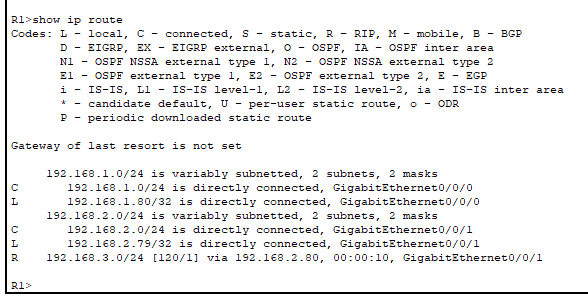 R1>show ip route
Codes: L - local, C - connected, S - static, R - RIP, M - mobile, B - BGP
       D - EIGRP, EX - EIGRP external, O - OSPF, IA - OSPF inter area
       N1 - OSPF NSSA external type 1, N2 - OSPF NSSA external type 2
       E1 - OSPF external type 1, E2 - OSPF external type 2, E - EGP
       i - IS-IS, L1 - IS-IS level-1, L2 - IS-IS level-2, ia - IS-IS inter area
       * - candidate default, U - per-user static route, o - ODR
       P - periodic downloaded static route
Gateway of last resort is not set
     192.168.1.0/24 is variably subnetted, 2 subnets, 2 masks
C       192.168.1.0/24 is directly connected, GigabitEthernet0/0/0
L       192.168.1.80/32 is directly connected, GigabitEthernet0/0/0
     192.168.2.0/24 is variably subnetted, 2 subnets, 2 masks
C       192.168.2.0/24 is directly connected, GigabitEthernet0/0/1
L       192.168.2.79/32 is directly connected, GigabitEthernet0/0/1
R    192.168.3.0/24 [120/1] via 192.168.2.80, 00:00:10, GigabitEthernet0/0/1
R1>